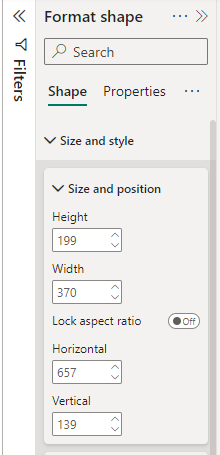 Format shape
Filters
Search
Shape Properties
Size and style
Size and position
Height
199
Width
370
Lock aspect ratio Off
Horizontal
657
Vertical
139